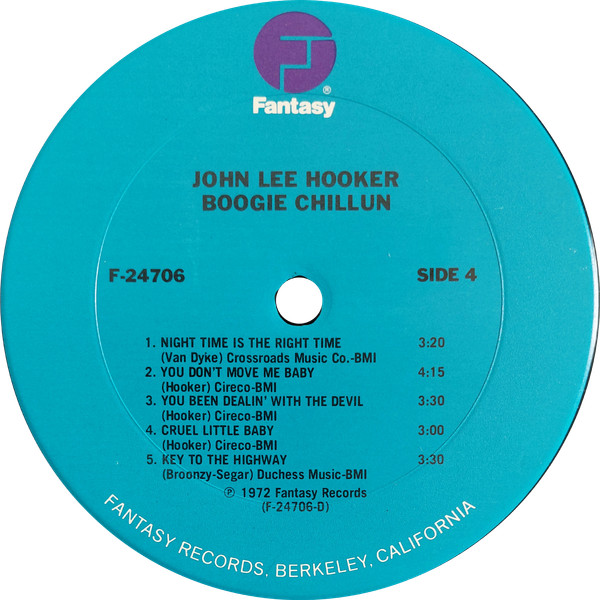 ®
Fantasy
JOHN LEE HOOKER
BOOGIE CHILLUN
F-24706 SIDE 4
1. NIGHT TIME IS THE RIGHT TIME 3:20
(Van Dyke) Crossroads Music Co.-BMI
2. YOU DON'T MOVE ME BABY 4:15
(Hooker) Cireco-BMI
3. YOU BEEN DEALIN' WITH THE DEVIL 3:30
(Hooker) Cireco-BMI
4. CRUEL LITTLE BABY 3:00
(Hooker) Cireco-BMI
5. KEY TO THE HIGHWAY 3:30
(Broonzy-Segar) Duchess Music-BMI
℗ 1972 Fantasy Records
(F-24706-D)
FANTASY RECORDS, BERKELEY, CALIFORNIA